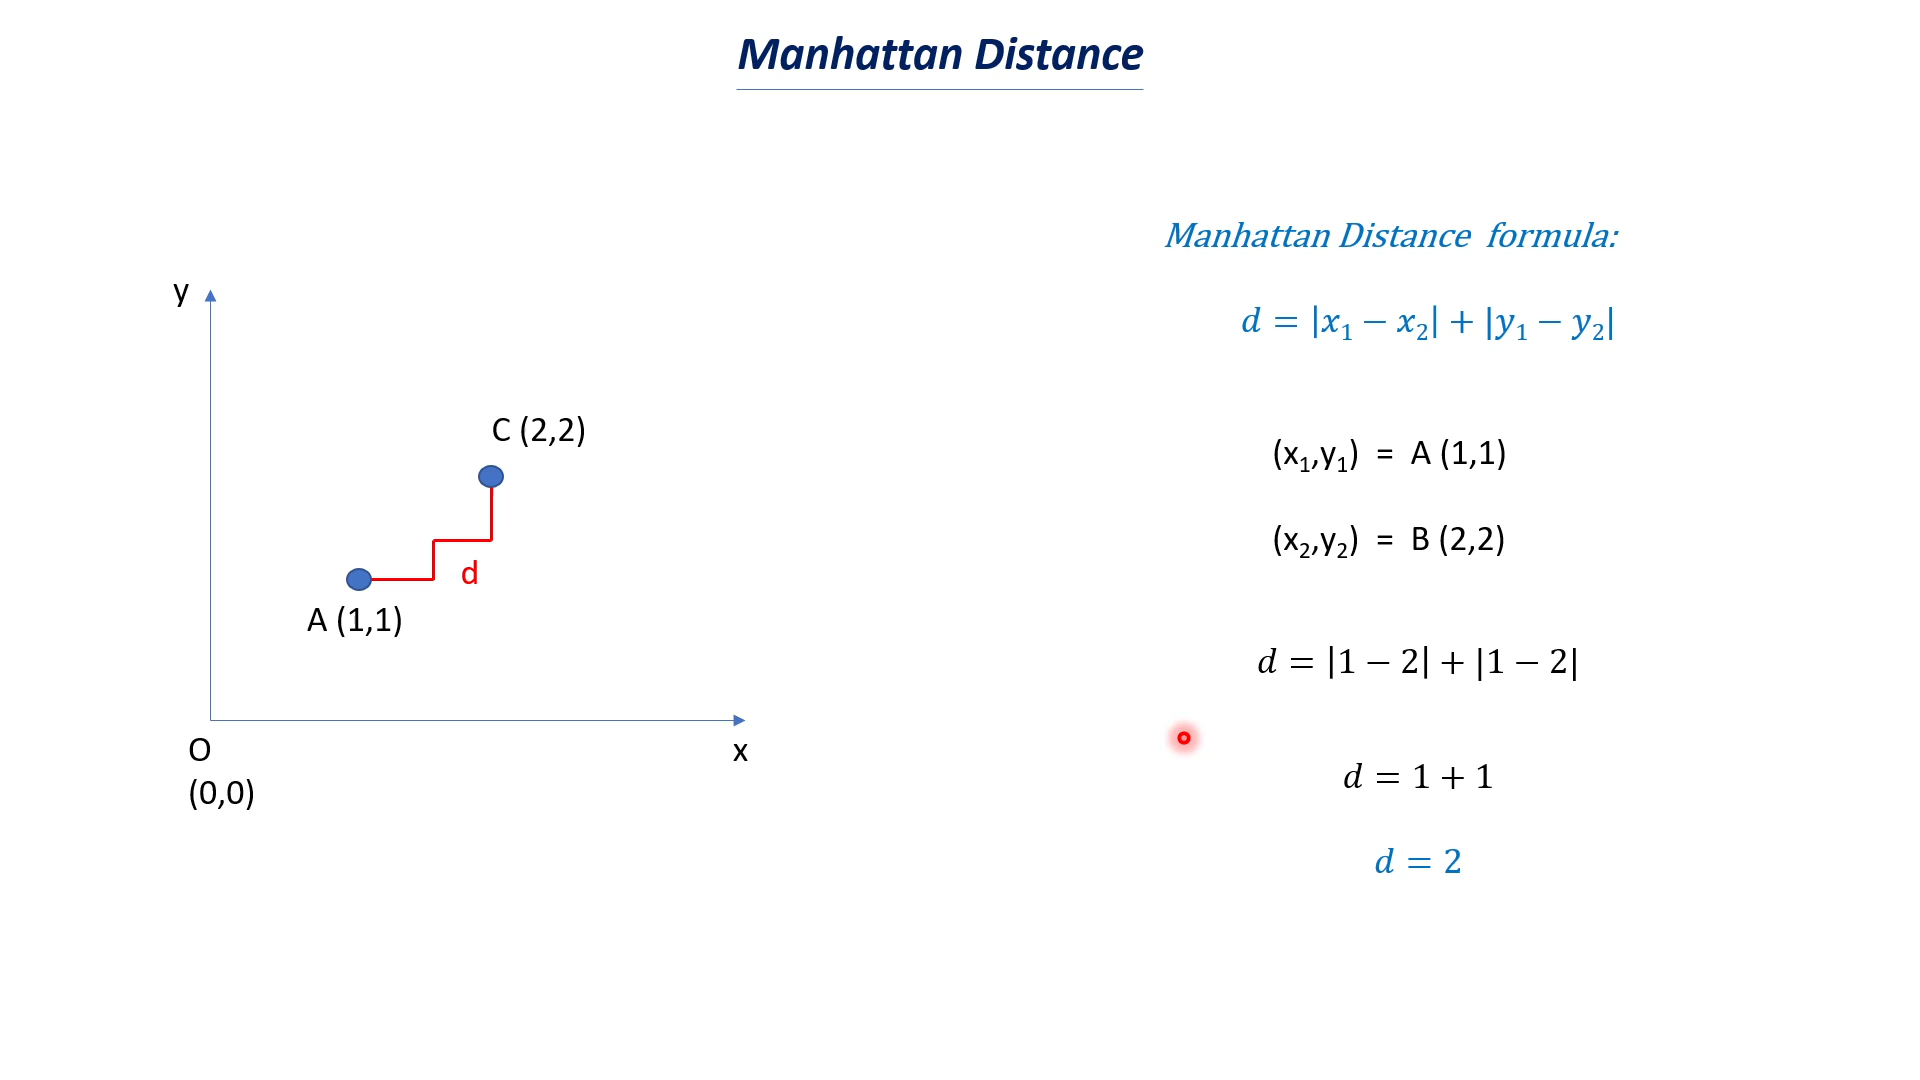 Manhattan Distance
y
C (2,2)
d
A (1,1)
O
(0,0)
x
Manhattan Distance formula:
d = |x₁ − x₂| + |y₁ − y₂|
(x₁,y₁) = A (1,1)
(x₂,y₂) = B (2,2)
d = |1 − 2| + |1 − 2|
d = 1 + 1
d = 2